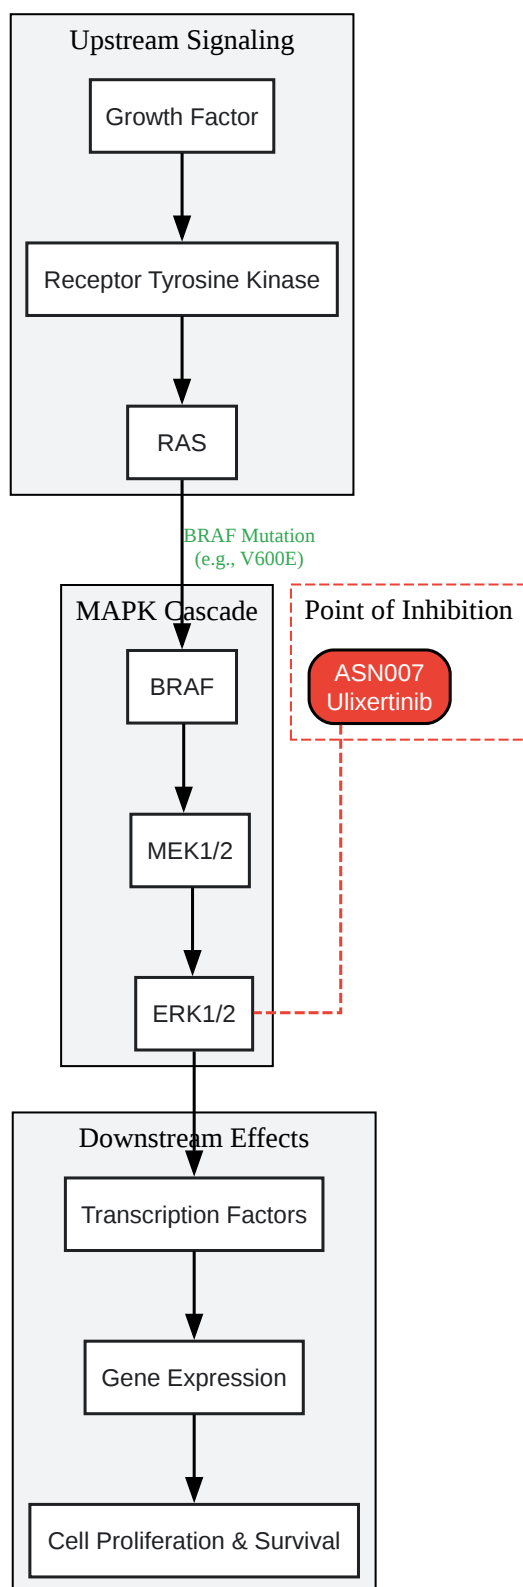 Upstream Signaling
Growth Factor
Receptor Tyrosine Kinase
RAS
BRAF Mutation
(e.g., V600E)
MAPK Cascade
Point of Inhibition
ASN007
Ulixertinib
BRAF
MEK1/2
ERK1/2
Downstream Effects
Transcription Factors
Gene Expression
Cell Proliferation & Survival